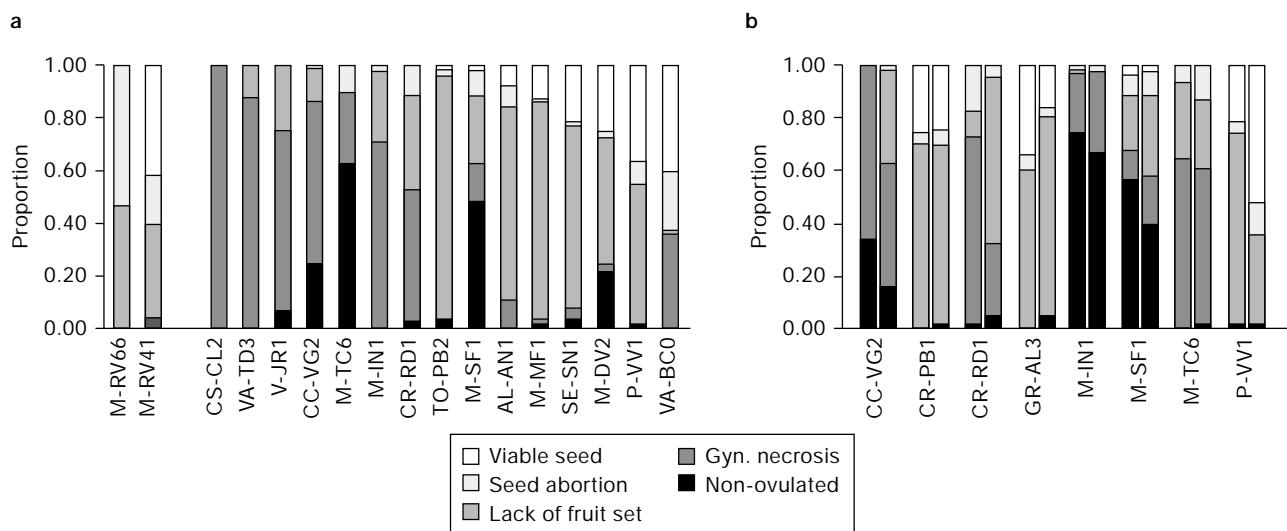 a
b
Proportion
1.00
0.80
0.60
0.40
0.20
0.00
M-RV66
M-RV41
CS-CL2
VA-TD3
V-JR1
CC-VG2
M-TC6
M-IN1
CR-RD1
TO-PB2
M-SF1
AL-AN1
M-MF1
SE-SN1
M-DV2
P-VV1
VA-BC0
Proportion
1.00
0.80
0.60
0.40
0.20
0.00
CC-VG2
CR-PB1
CR-RD1
GR-AL3
M-IN1
M-SF1
M-TC6
P-VV1
Viable seed
Seed abortion
Lack of fruit set
Gyn. necrosis
Non-ovulated